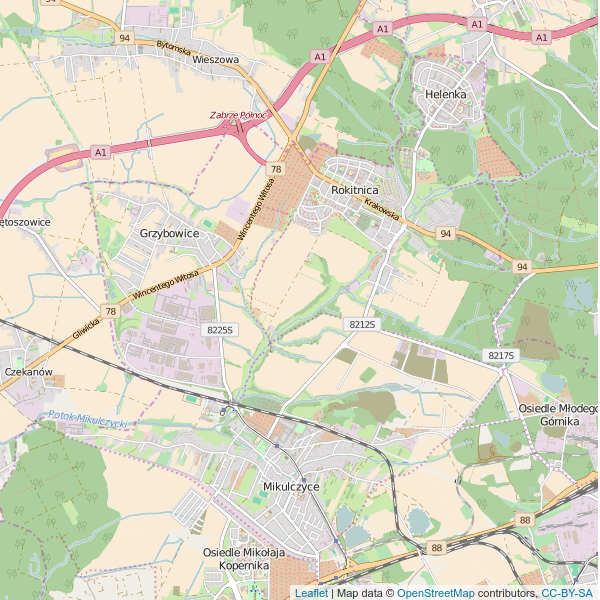 94
A1
A1
94
Bytomska
Wieszowa
A1
Helenka
Zabrze Północ
A1
78
Rokitnica
Wincentego Witosa
Krakowska
ętoszowice
Grzybowice
94
94
Wincentego Witosa
78
Gliwicka
8225S
8212S
8217S
Czekanów
Potok Mikulczycki
Osiedle Młodego
Górnika
Mikulczyce
88
88
Osiedle Mikołaja
Kopernika
Leaflet | Map data © OpenStreetMap contributors, CC-BY-SA